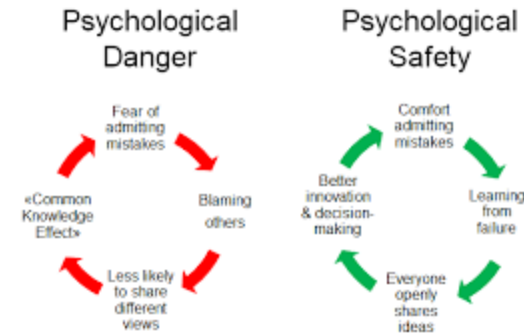 Psychological
Danger
Fear of
admitting
mistakes
Blaming
others
Less likely
to share
different
views
«Common
Knowledge
Effect»
Psychological
Safety
Comfort
admitting
mistakes
Learning
from
failure
Everyone
openly
shares
ideas
Better
innovation
& decision-
making